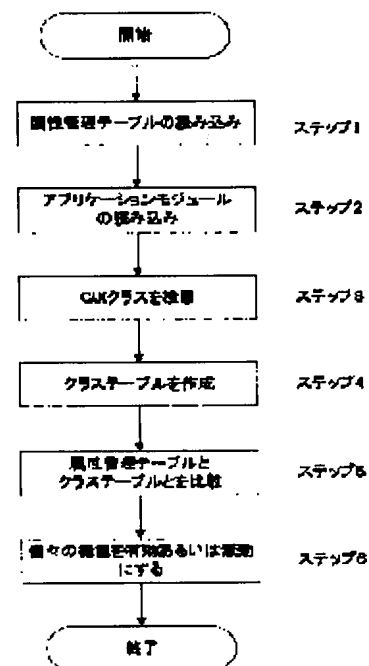 開始
属性管理テーブルの読み込み
ステップ1
アプリケーションモジュール
の読み込み
ステップ2
クラスを検索
ステップ3
クラステーブルを作成
ステップ4
属性管理テーブルと
クラステーブルとを比較
ステップ5
個々の機能を有効あるいは無効
にする
ステップ6
終了